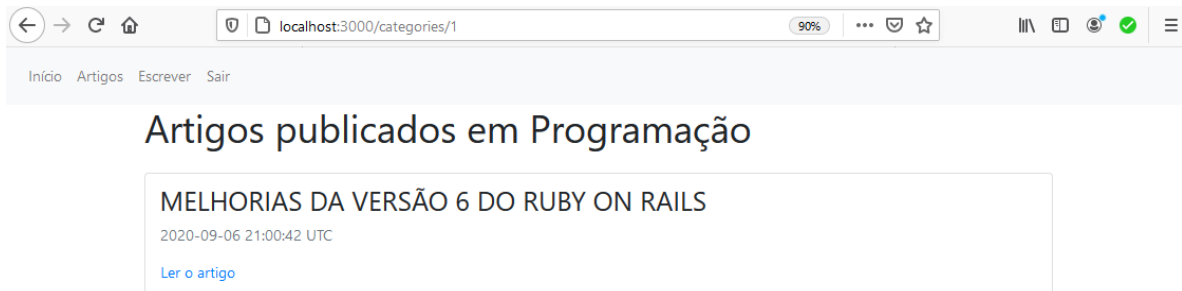 localhost:3000/categories/1
90%
Início Artigos Escrever Sair
Artigos publicados em Programação
MELHORIAS DA VERSÃO 6 DO RUBY ON RAILS
2020-09-06 21:00:42 UTC
Ler o artigo